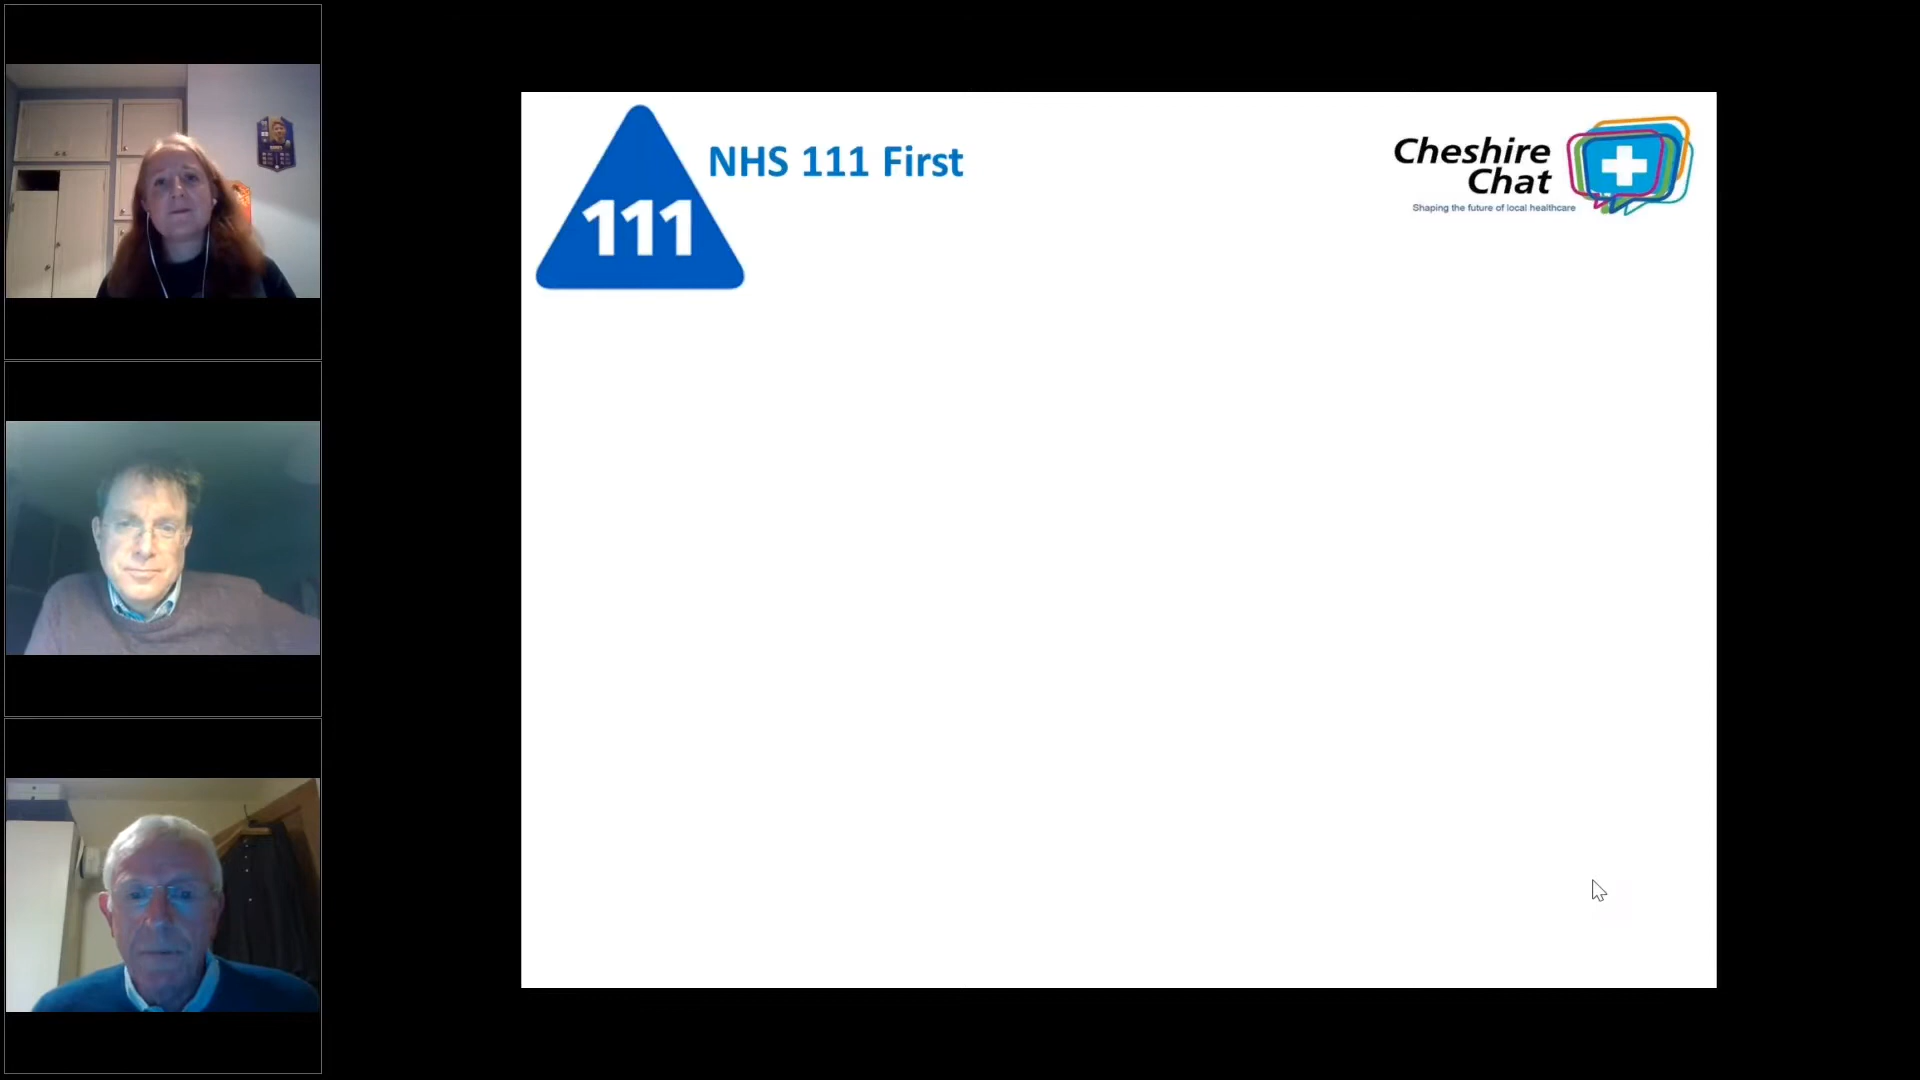 111
NHS 111 First
Cheshire
Chat
Shaping the future of local healthcare